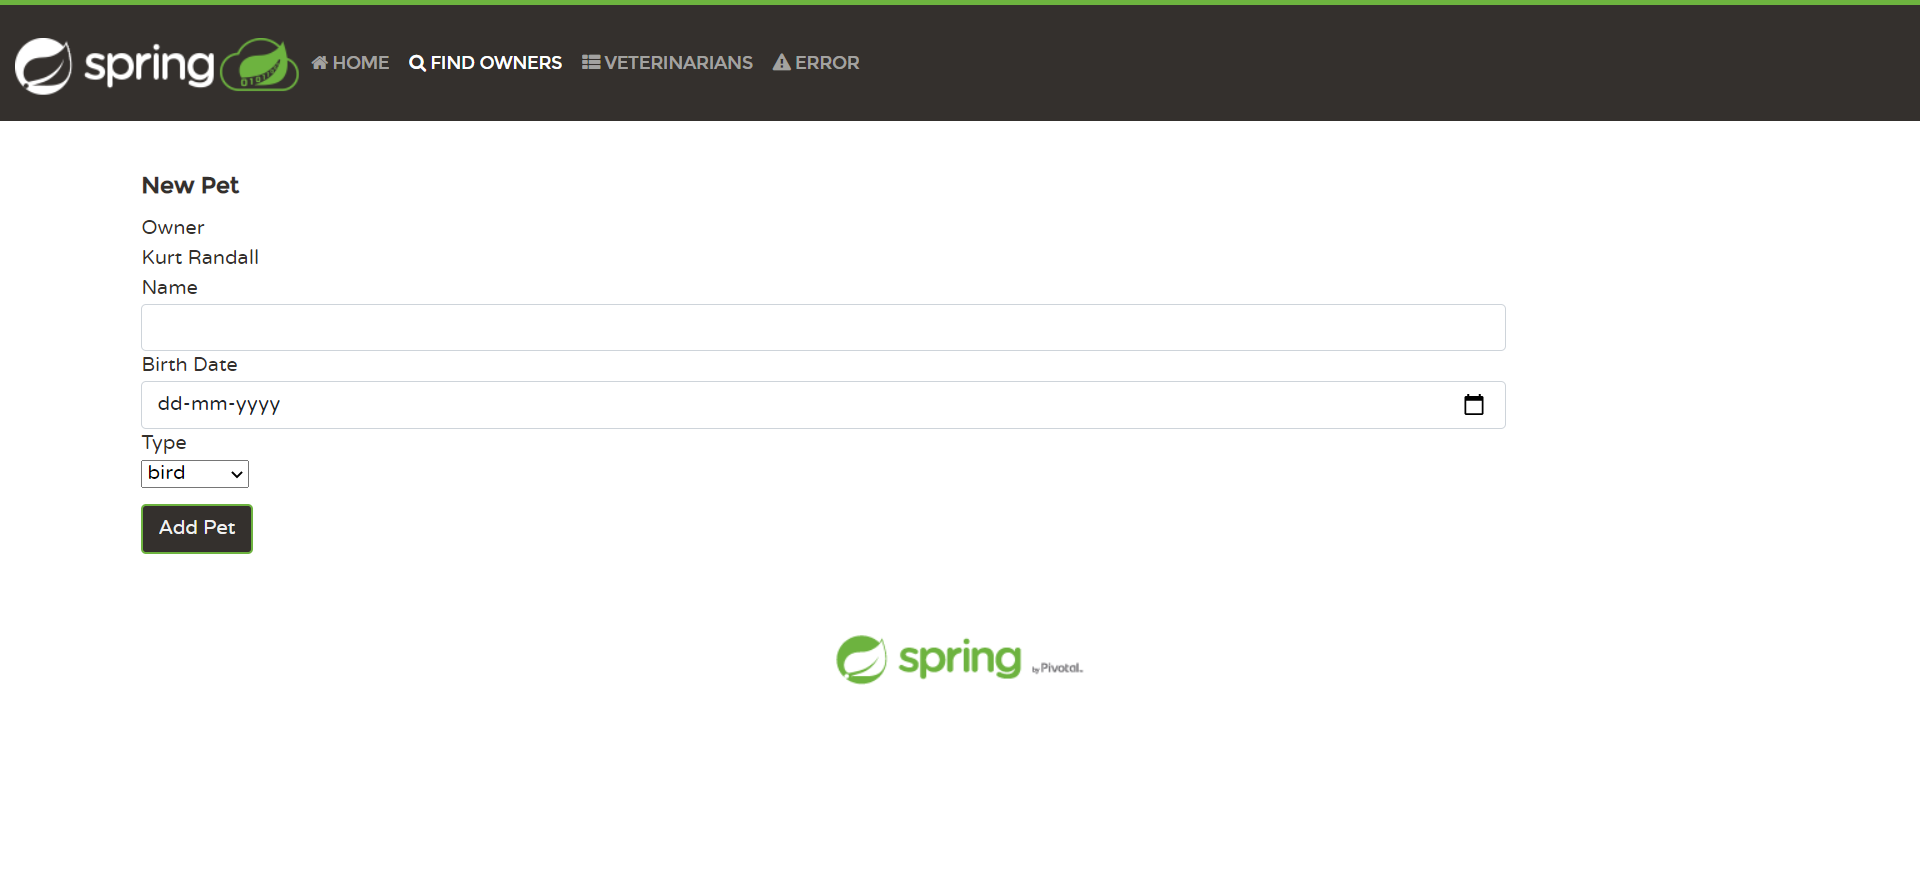 spring HOME FIND OWNERS VETERINARIANS ERROR
New Pet
Owner
Kurt Randall
Name
Birth Date
dd-mm-yyyy
Type
bird
Add Pet
spring by Pivotal